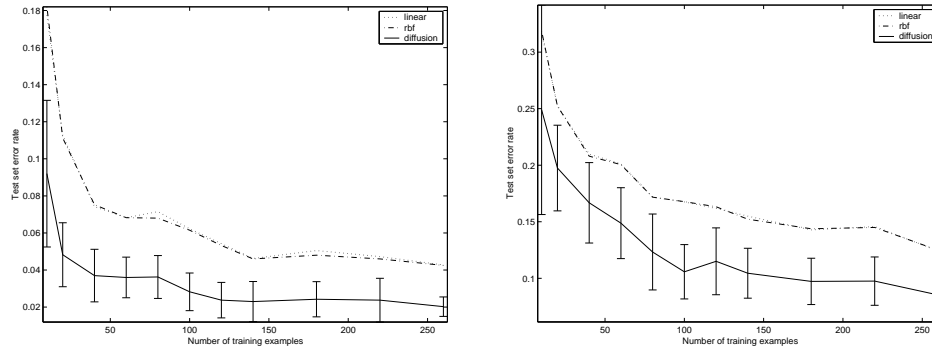 0.18
0.16
0.14
0.12
0.1
0.08
0.06
0.04
0.02
Test set error rate
linear
rbf
diffusion
50
100
150
200
250
Number of training examples
0.3
0.25
0.2
0.15
0.1
Test set error rate
linear
rbf
diffusion
50
100
150
200
250
Number of training examples